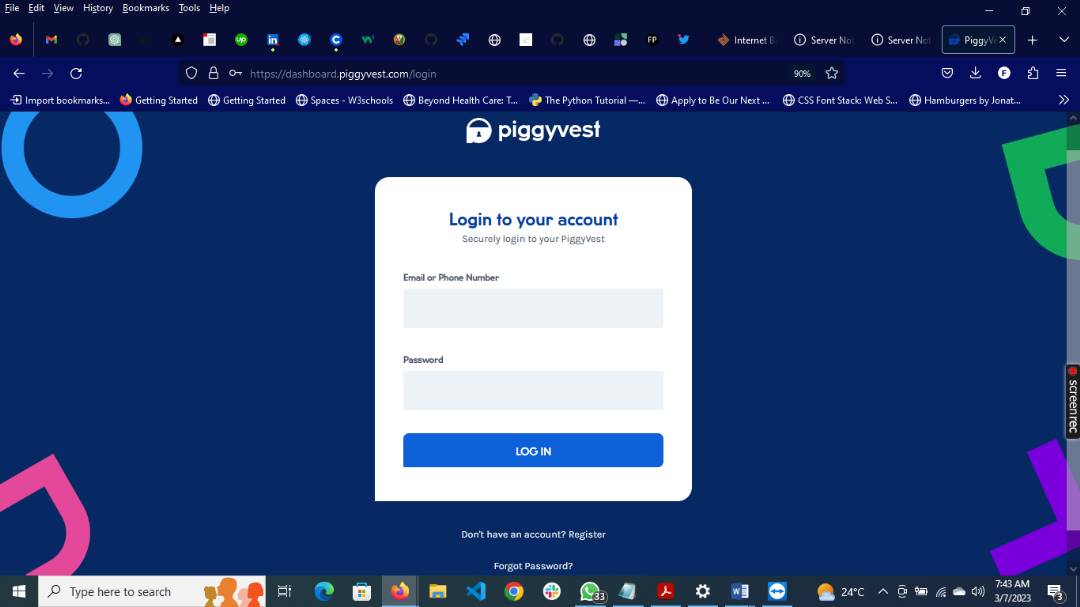 File Edit View History Bookmarks Tools Help
Internet B
Server No
Server Not
PiggyV
https://dashboard.piggyvest.com/login
90%
Import bookmarks... Getting Started Getting Started Spaces - W3schools Beyond Health Care: T... The Python Tutorial —... Apply to Be Our Next ... CSS Font Stack: Web S... Hamburgers by Jonat...
piggyvest
Login to your account
Securely login to your PiggyVest
Email or Phone Number
Password
LOG IN
Don't have an account? Register
Forgot Password?
screenrec
Type here to search
33
24°C
7:43 AM
3/7/2023
3